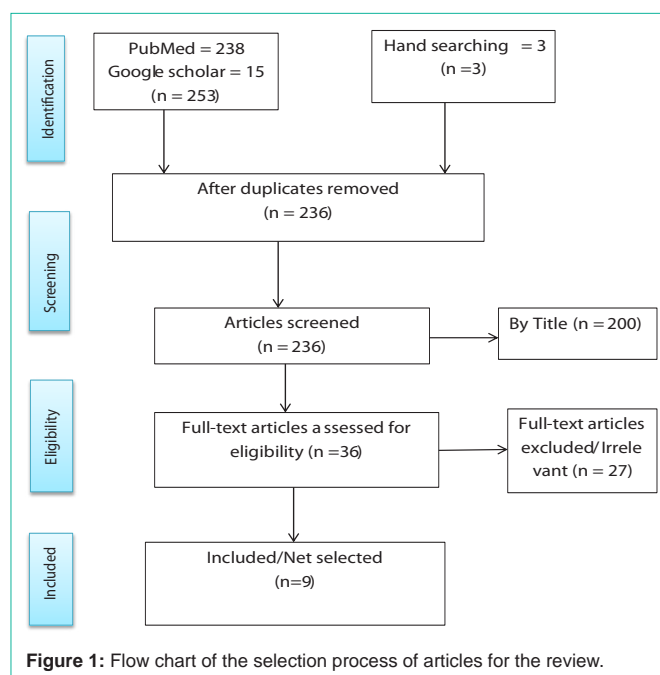 Identification
PubMed = 238
Google scholar = 15
(n = 253)
Hand searching = 3
(n =3)
After duplicates removed
(n = 236)
Screening
Articles screened
(n = 236)
By Title (n = 200)
Eligibility
Full-text articles a ssessed for
eligibility (n =36)
Full-text articles
excluded/Irrele
vant (n = 27)
Included
Included/Net selected
(n=9)
Figure 1: Flow chart of the selection process of articles for the review.